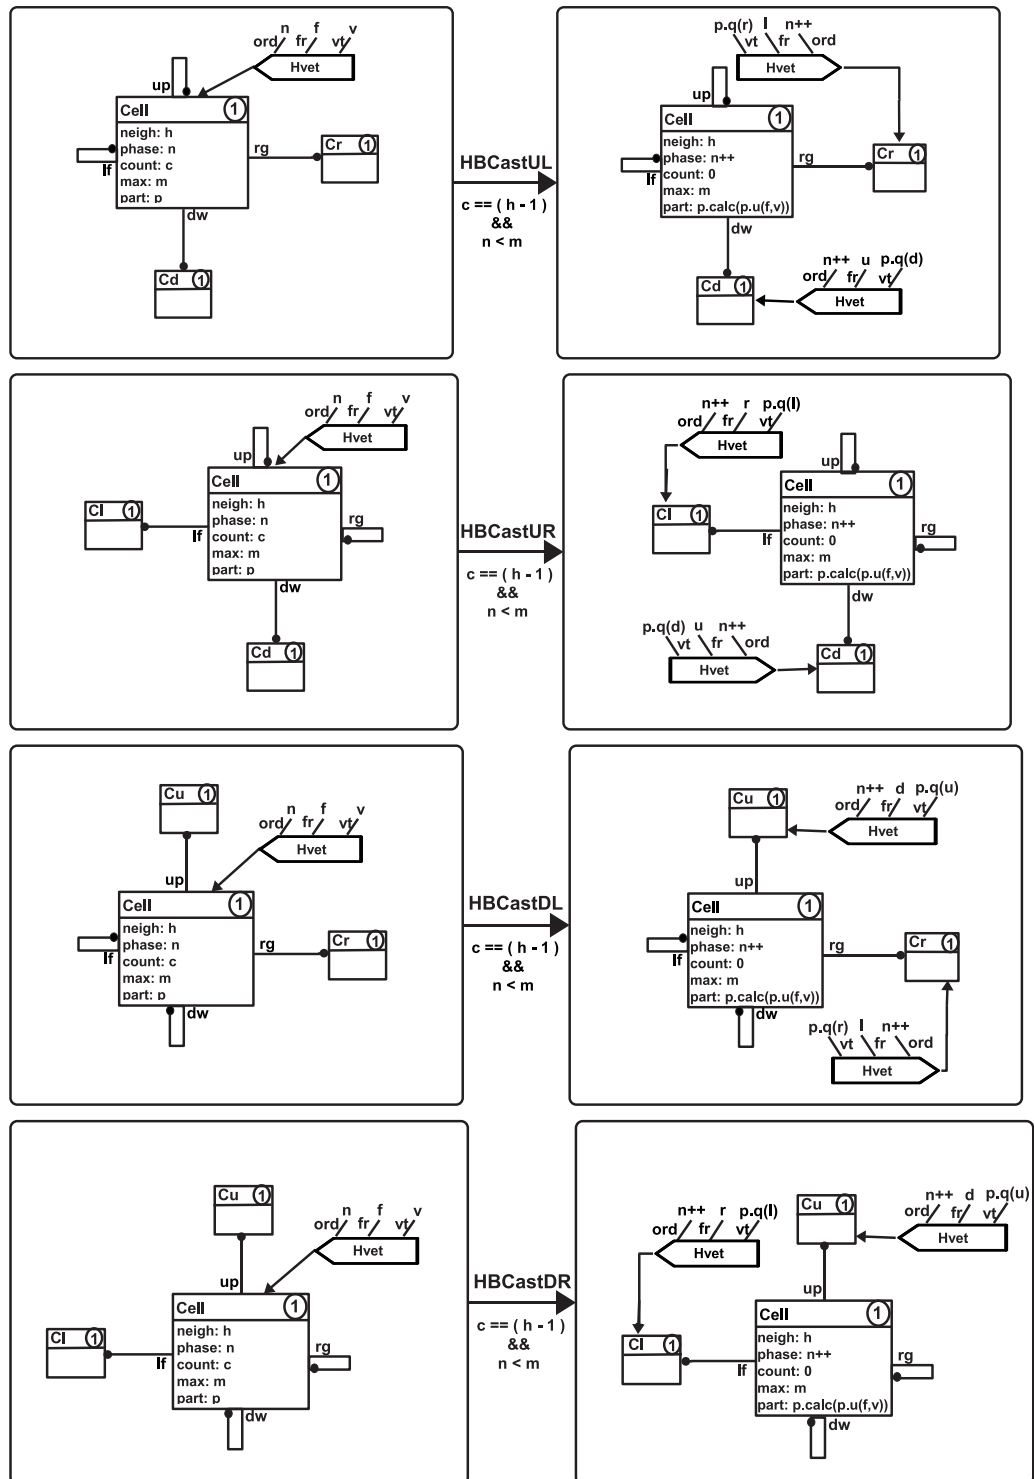 n f v
ord fr vt
Hvet
up
Cell 1
neigh: h
phase: n
count: c
max: m
part: p
lf
rg
Cr 1
dw
Cd 1
HBCastUL
c == ( h - 1 )
&&
n < m
p.q(r) l n++
vt fr ord
Hvet
up
Cell 1
neigh: h
phase: n++
count: 0
max: m
part: p.calc(p.u(f,v))
lf
rg
Cr 1
dw
n++ u p.q(d)
ord fr vt
Cd 1
Hvet
n f v
ord fr vt
Hvet
up
Cell 1
neigh: h
phase: n
count: c
max: m
part: p
Cl 1
lf
rg
dw
Cd 1
HBCastUR
c == ( h - 1 )
&&
n < m
n++ r p.q(l)
ord fr vt
Hvet
up
Cell 1
neigh: h
phase: n++
count: 0
max: m
part: p.calc(p.u(f,v))
Cl 1
lf
rg
dw
p.q(d) u n++
vt fr ord
Hvet
Cd 1
Cu 1
n f v
ord fr vt
Hvet
up
Cell 1
neigh: h
phase: n
count: c
max: m
part: p
lf
rg
Cr 1
dw
HBCastDL
c == ( h - 1 )
&&
n < m
Cu 1
n++ d p.q(u)
ord fr vt
Hvet
up
Cell 1
neigh: h
phase: n++
count: 0
max: m
part: p.calc(p.u(f,v))
lf
rg
Cr 1
dw
p.q(r) l n++
vt fr ord
Hvet
Cu 1
n f v
ord fr vt
Hvet
up
Cell 1
neigh: h
phase: n
count: c
max: m
part: p
Cl 1
lf
rg
dw
HBCastDR
c == ( h - 1 )
&&
n < m
n++ r p.q(l)
ord fr vt
Hvet
Cu 1
n++ d p.q(u)
ord fr vt
Hvet
up
Cell 1
neigh: h
phase: n++
count: 0
max: m
part: p.calc(p.u(f,v))
Cl 1
lf
rg
dw